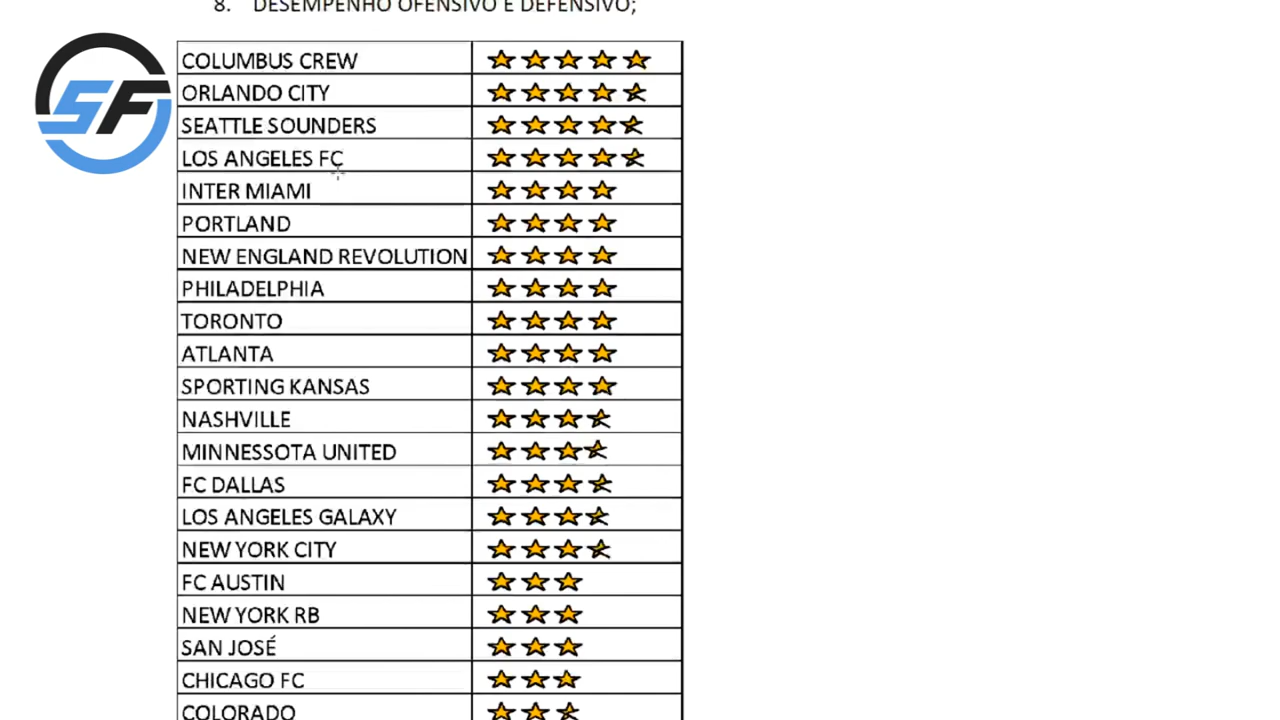 8. DESEMPENHO OFENSIVO E DEFENSIVO;
SF
COLUMBUS CREW
ORLANDO CITY
SEATTLE SOUNDERS
LOS ANGELES FC
INTER MIAMI
PORTLAND
NEW ENGLAND REVOLUTION
PHILADELPHIA
TORONTO
ATLANTA
SPORTING KANSAS
NASHVILLE
MINNESSOTA UNITED
FC DALLAS
LOS ANGELES GALAXY
NEW YORK CITY
FC AUSTIN
NEW YORK RB
SAN JOSÉ
CHICAGO FC
COLORADO